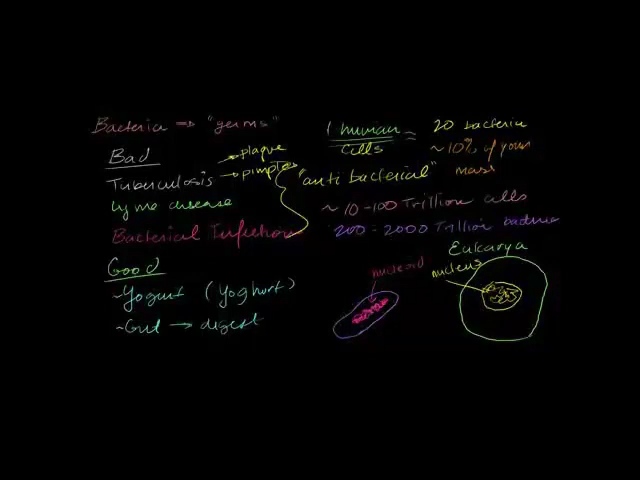 Bacteria => "germs"
Bad
→ plaque
→ pimples
Tuberculosis
Lyme disease
Bacterial Infections
Good
~Yogurt (Yoghurt)
~Gut → digest
1 human cells = 20 bacteria
~10% of your mass
"anti bacterial"
~10-100 Trillion cells
200-2000 Trillion bacteria
Eukarya
nucleoid
nucleus